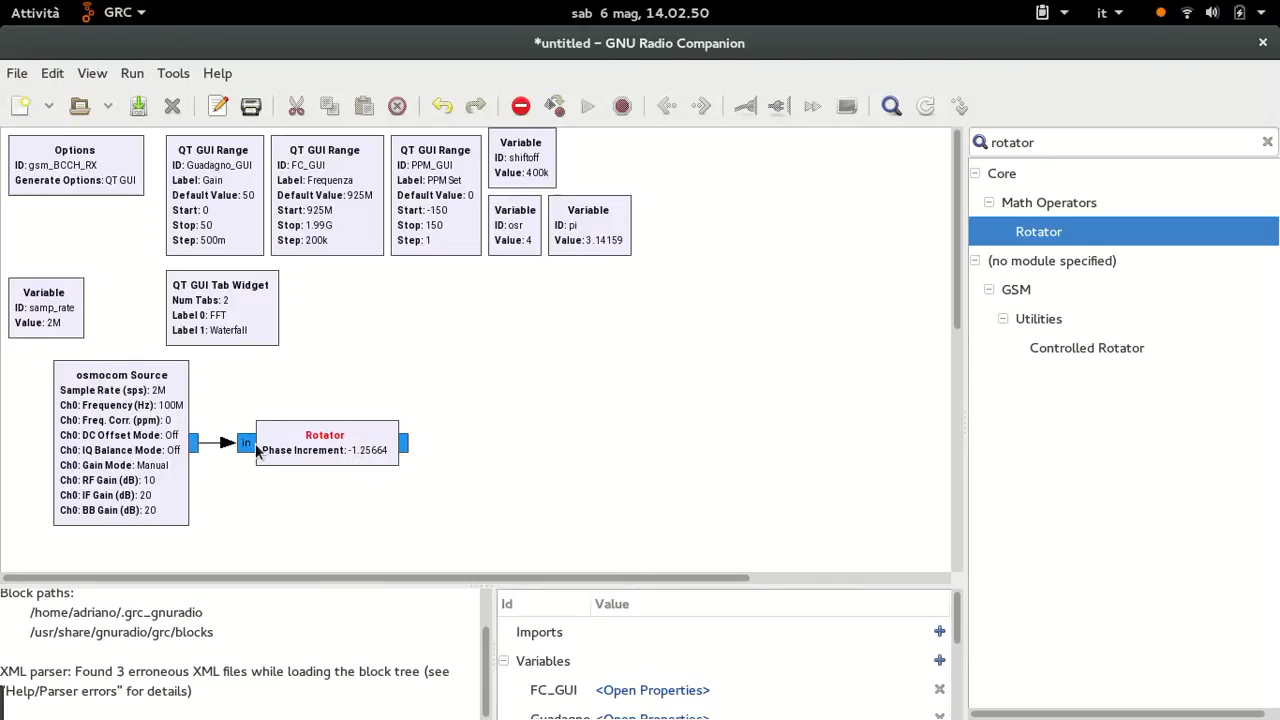 Attività
GRC
sab 6 mag, 14.02.50
it
*untitled – GNU Radio Companion
File
Edit
View
Run
Tools
Help
Options
ID: gsm_BCCH_RX
Generate Options: QT GUI
QT GUI Range
ID: Guadagno_GUI
Label: Gain
Default Value: 50
Start: 0
Stop: 50
Step: 500m
QT GUI Range
ID: FC_GUI
Label: Frequenza
Default Value: 925M
Start: 925M
Stop: 1.99G
Step: 200k
QT GUI Range
ID: PPM_GUI
Label: PPM Set
Default Value: 0
Start: -150
Stop: 150
Step: 1
Variable
ID: shiftoff
Value: 400k
Variable
ID: osr
Value: 4
Variable
ID: pi
Value: 3.14159
Variable
ID: samp_rate
Value: 2M
QT GUI Tab Widget
Num Tabs: 2
Label 0: FFT
Label 1: Waterfall
osmocom Source
Sample Rate (sps): 2M
Ch0: Frequency (Hz): 100M
Ch0: Freq. Corr. (ppm): 0
Ch0: DC Offset Mode: Off
Ch0: IQ Balance Mode: Off
Ch0: Gain Mode: Manual
Ch0: RF Gain (dB): 10
Ch0: IF Gain (dB): 20
Ch0: BB Gain (dB): 20
in
Rotator
Phase Increment: -1.25664
rotator
Core
Math Operators
Rotator
(no module specified)
GSM
Utilities
Controlled Rotator
Block paths:
/home/adriano/.grc_gnuradio
/usr/share/gnuradio/grc/blocks
XML parser: Found 3 erroneous XML files while loading the block tree (see
"Help/Parser errors" for details)
Id
Value
Imports
Variables
FC_GUI
<Open Properties>
Guadagno
<Open Properties>